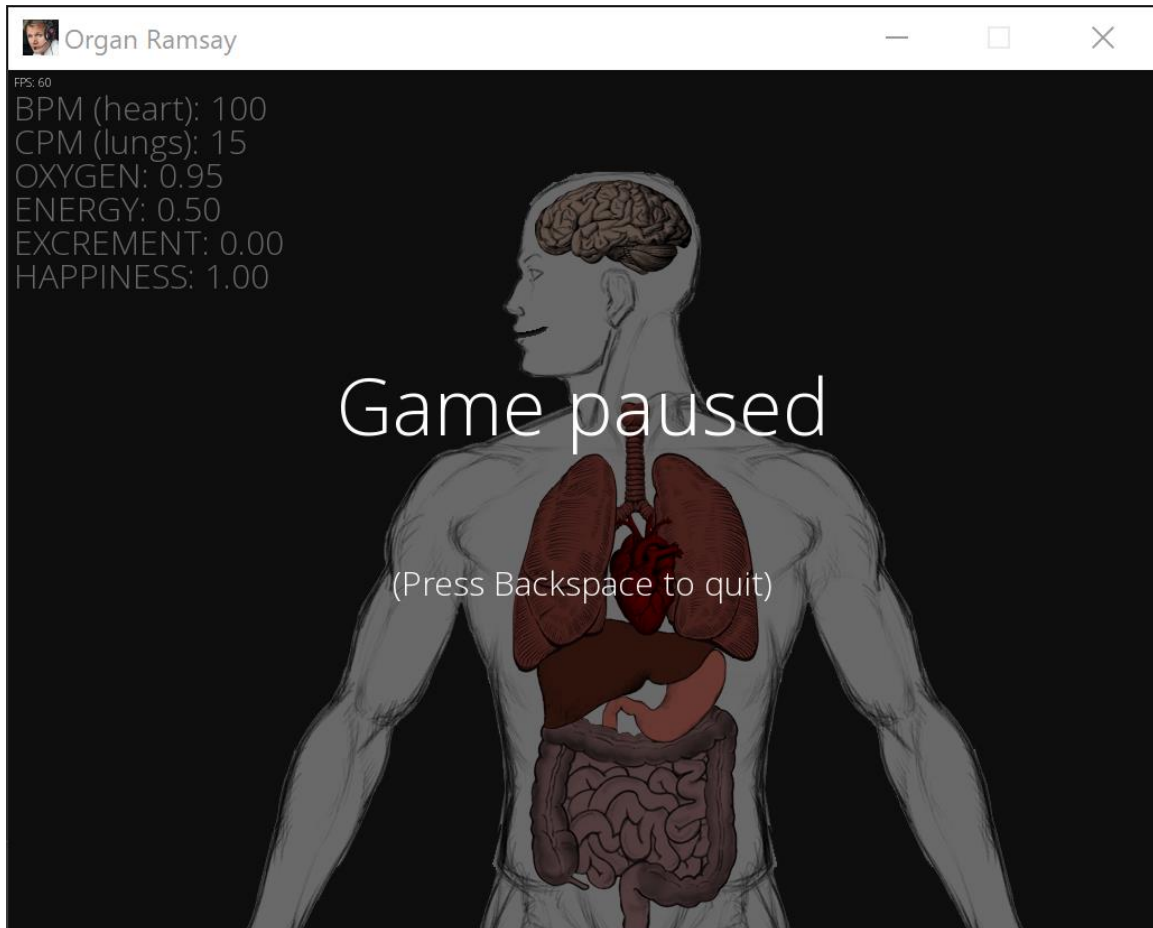 Organ Ramsay
FPS: 60
BPM (heart): 100
CPM (lungs): 15
OXYGEN: 0.95
ENERGY: 0.50
EXCREMENT: 0.00
HAPPINESS: 1.00
Game paused
(Press Backspace to quit)